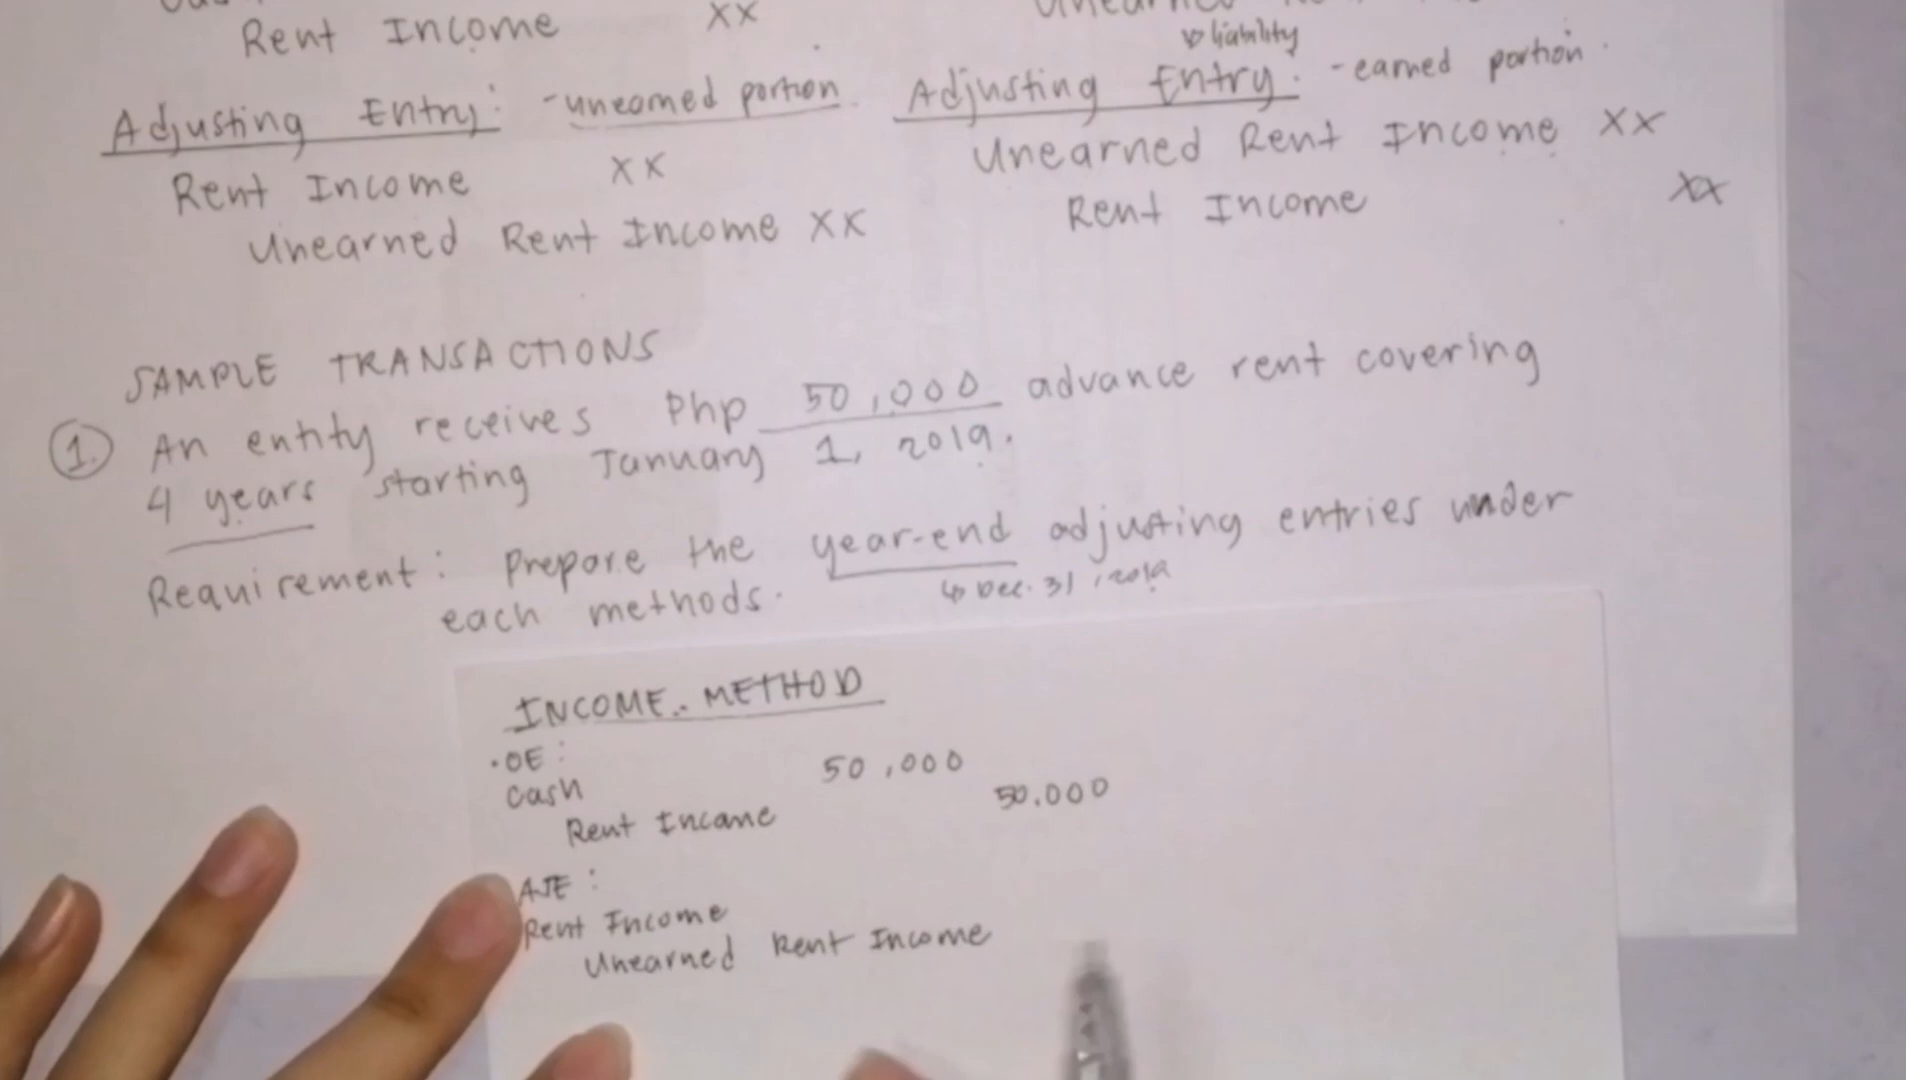 Rent Income xx
liability
Adjusting Entry: - unearned portion
Rent Income xx
Unearned Rent Income xx
Adjusting Entry: - earned portion
Unearned Rent Income xx
Rent Income xx
SAMPLE TRANSACTIONS
1. An entity receives Php 50,000 advance rent covering
4 years starting January 1, 2019.
Requirement: Prepare the year-end adjusting entries under
each methods.
Dec. 31, 2019
INCOME METHOD
OE:
Cash 50,000
Rent Income 50,000
AJE:
Rent Income
Unearned Rent Income